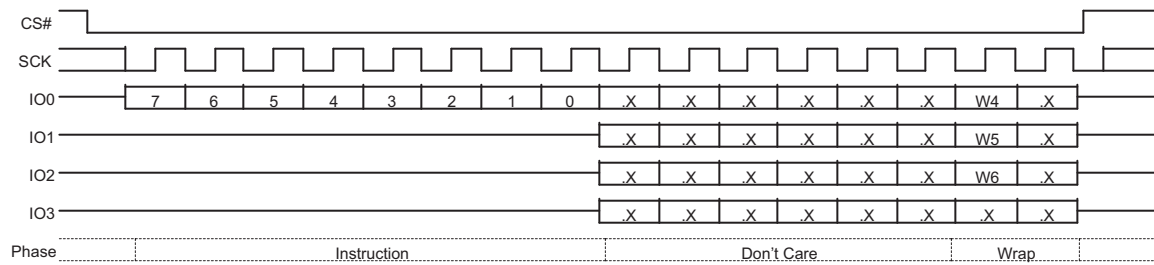 CS#
SCK
IO0 7 6 5 4 3 2 1 0 .X .X .X .X .X .X W4 .X
IO1 .X .X .X .X .X .X W5 .X
IO2 .X .X .X .X .X .X W6 .X
IO3 .X .X .X .X .X .X .X .X
Phase Instruction Don't Care Wrap